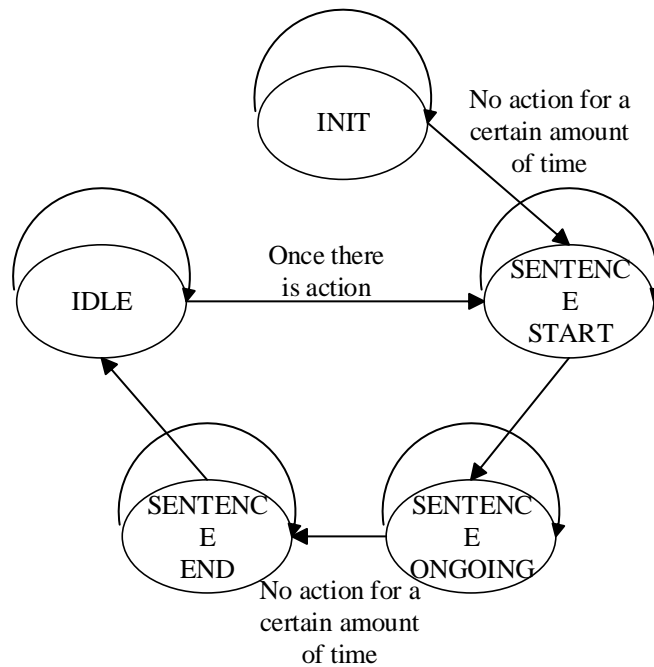 INIT
No action for a
certain amount
of time
IDLE
Once there
is action
SENTENC
E
START
SENTENC
E
END
SENTENC
E
ONGOING
No action for a
certain amount
of time